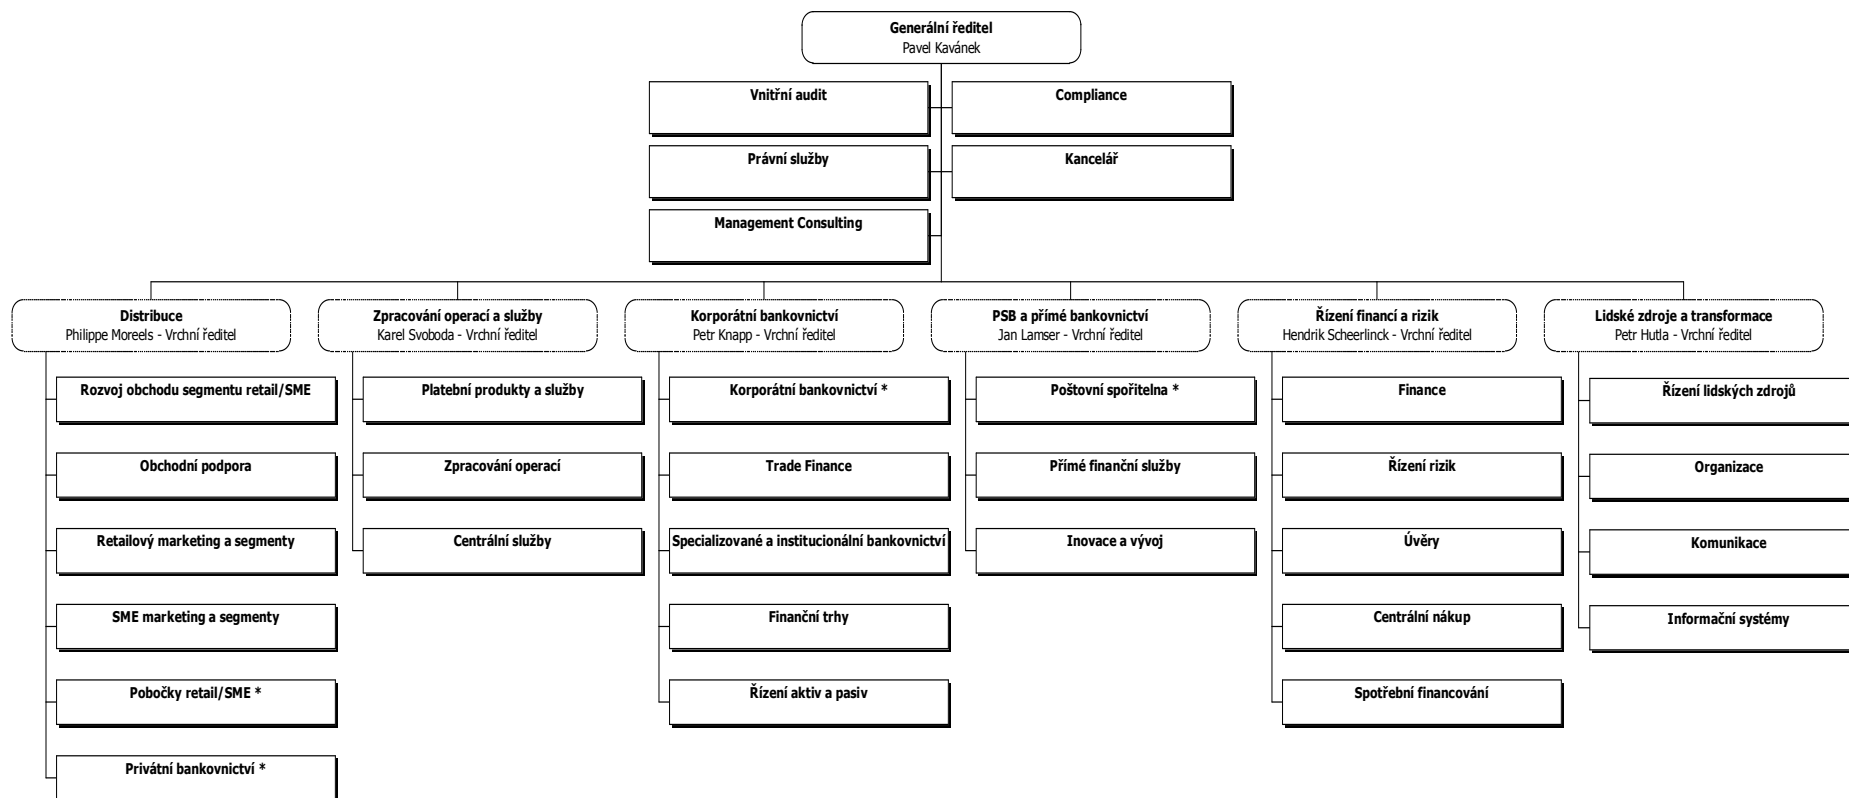 Generální ředitel
Pavel Kavánek
Vnitřní audit
Compliance
Právní služby
Kancelář
Management Consulting
Distribuce
Philippe Moreels - Vrchní ředitel
Zpracování operací a služby
Karel Svoboda - Vrchní ředitel
Korporátní bankovnictví
Petr Knapp - Vrchní ředitel
PSB a přímé bankovnictví
Jan Lamser - Vrchní ředitel
Řízení financí a rizik
Hendrik Scheerlinck - Vrchní ředitel
Lidské zdroje a transformace
Petr Hutla - Vrchní ředitel
Rozvoj obchodu segmentu retail/SME
Obchodní podpora
Retailový marketing a segmenty
SME marketing a segmenty
Pobočky retail/SME *
Privátní bankovnictví *
Platební produkty a služby
Zpracování operací
Centrální služby
Korporátní bankovnictví *
Trade Finance
Specializované a institucionální bankovnictví
Finanční trhy
Řízení aktiv a pasiv
Poštovní spořitelna *
Přímé finanční služby
Inovace a vývoj
Finance
Řízení rizik
Úvěry
Centrální nákup
Spotřební financování
Řízení lidských zdrojů
Organizace
Komunikace
Informační systémy